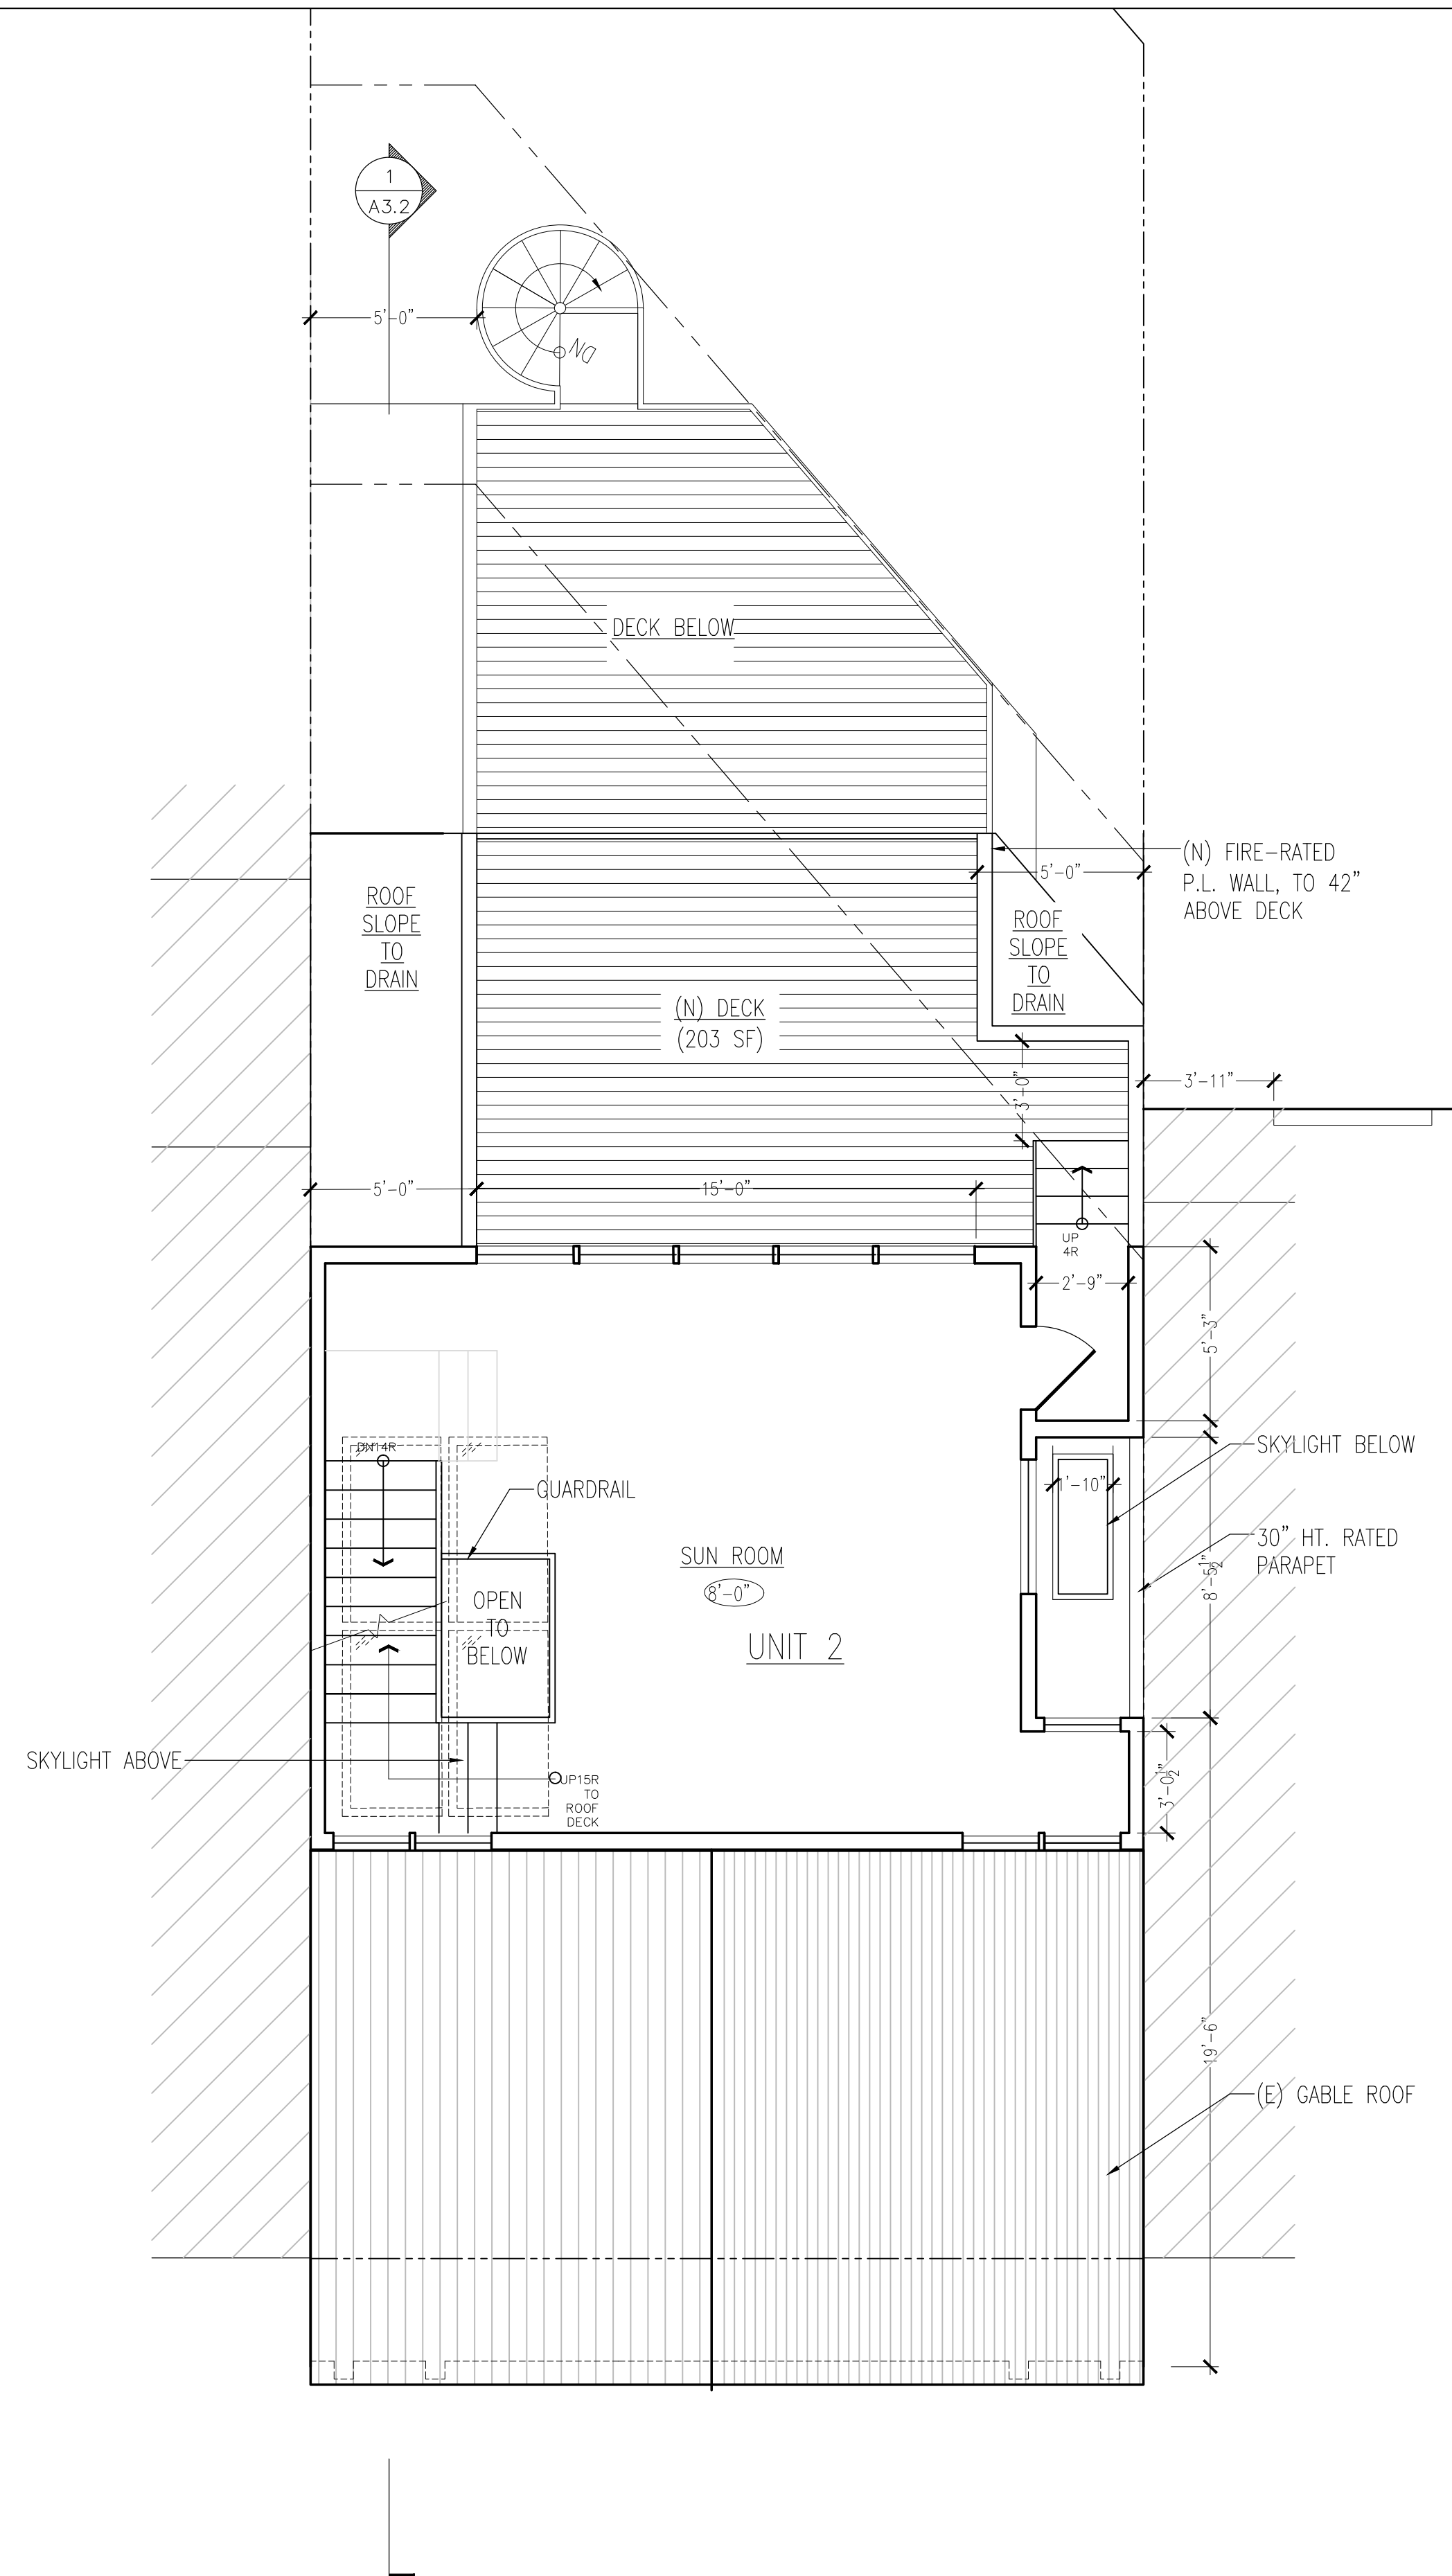 1
A3.2
5'-0"
DN
DECK BELOW
(N) FIRE-RATED
P.L. WALL, TO 42"
ABOVE DECK
5'-0"
ROOF
SLOPE
TO
DRAIN
ROOF
SLOPE
TO
DRAIN
(N) DECK
(203 SF)
3'-0"
3'-11"
5'-0"
15'-0"
UP
4R
2'-9"
5'-3"
DN14R
SKYLIGHT BELOW
1'-10"
GUARDRAIL
30" HT. RATED
PARAPET
SUN ROOM
8'-0"
8'-5½"
OPEN
TO
BELOW
UNIT 2
SKYLIGHT ABOVE
UP15R
TO
ROOF
DECK
3'-0½"
19'-6"
(E) GABLE ROOF